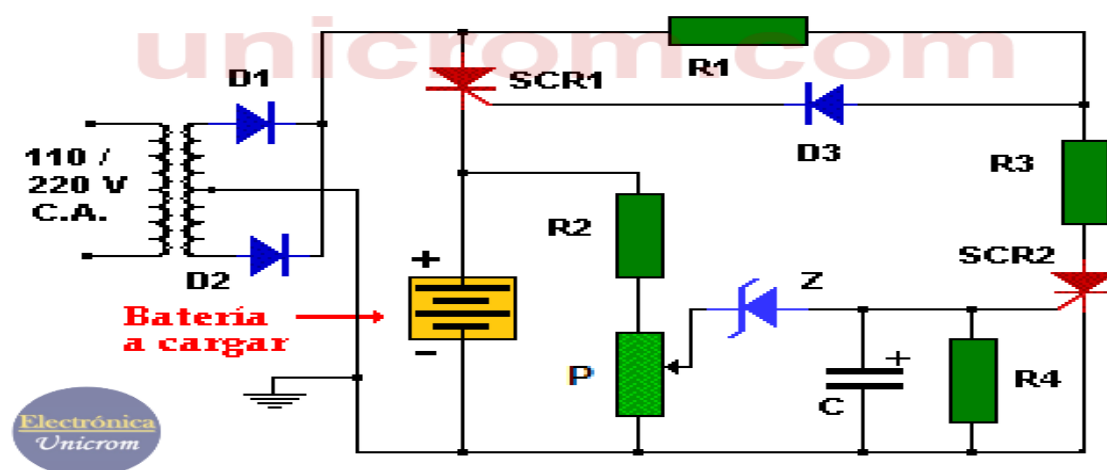 unicrom.com
R1
SCR1
D1
D3
110 /
220 V
C.A.
R3
R2
SCR2
D2
+
Z
Batería
a cargar
-
P
+
C
R4
Electrónica
Unicrom